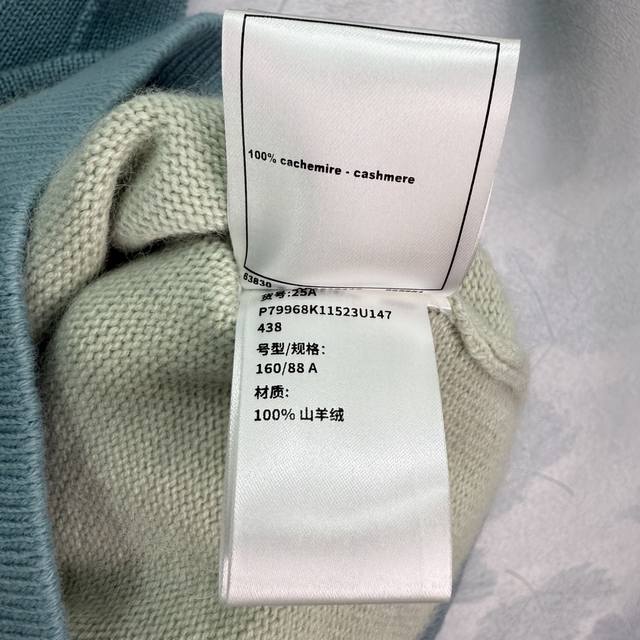 100% cachemire - cashmere
63830
货号:25A
P79968K11523U147
438
号型/规格:
160/88 A
材质:
100% 山羊绒